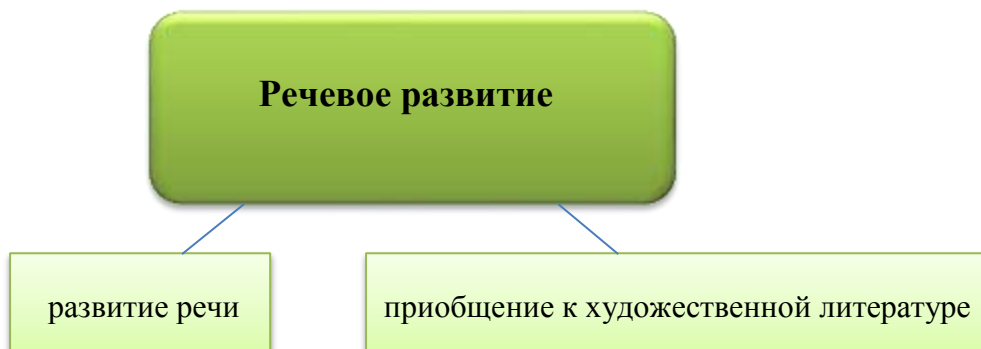 Речевое развитие
развитие речи
приобщение к художественной литературе